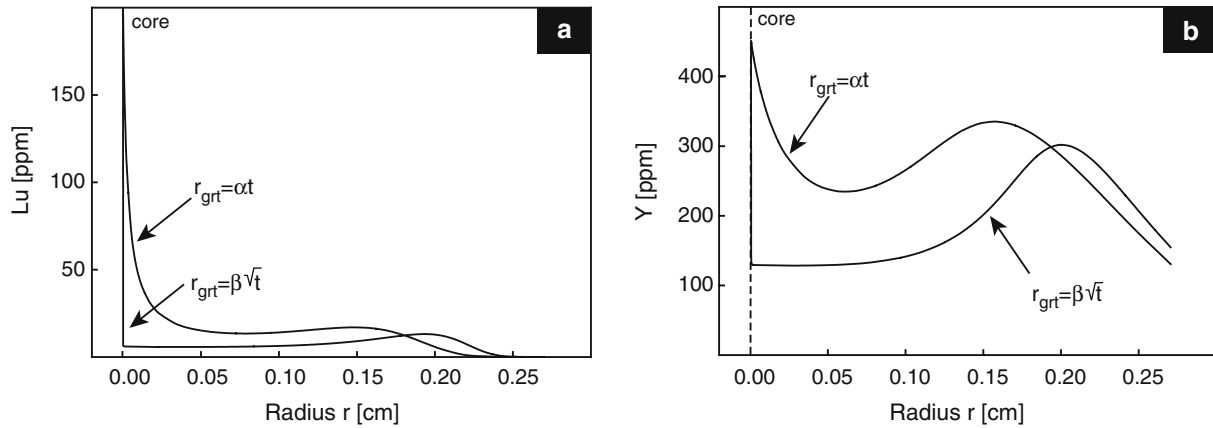 core
a
150
100
50
Lu [ppm]
r_grt=αt
r_grt=β√t
0.00 0.05 0.10 0.15 0.20 0.25
Radius r [cm]
core
b
400
300
200
100
Y [ppm]
r_grt=αt
r_grt=β√t
0.00 0.05 0.10 0.15 0.20 0.25
Radius r [cm]